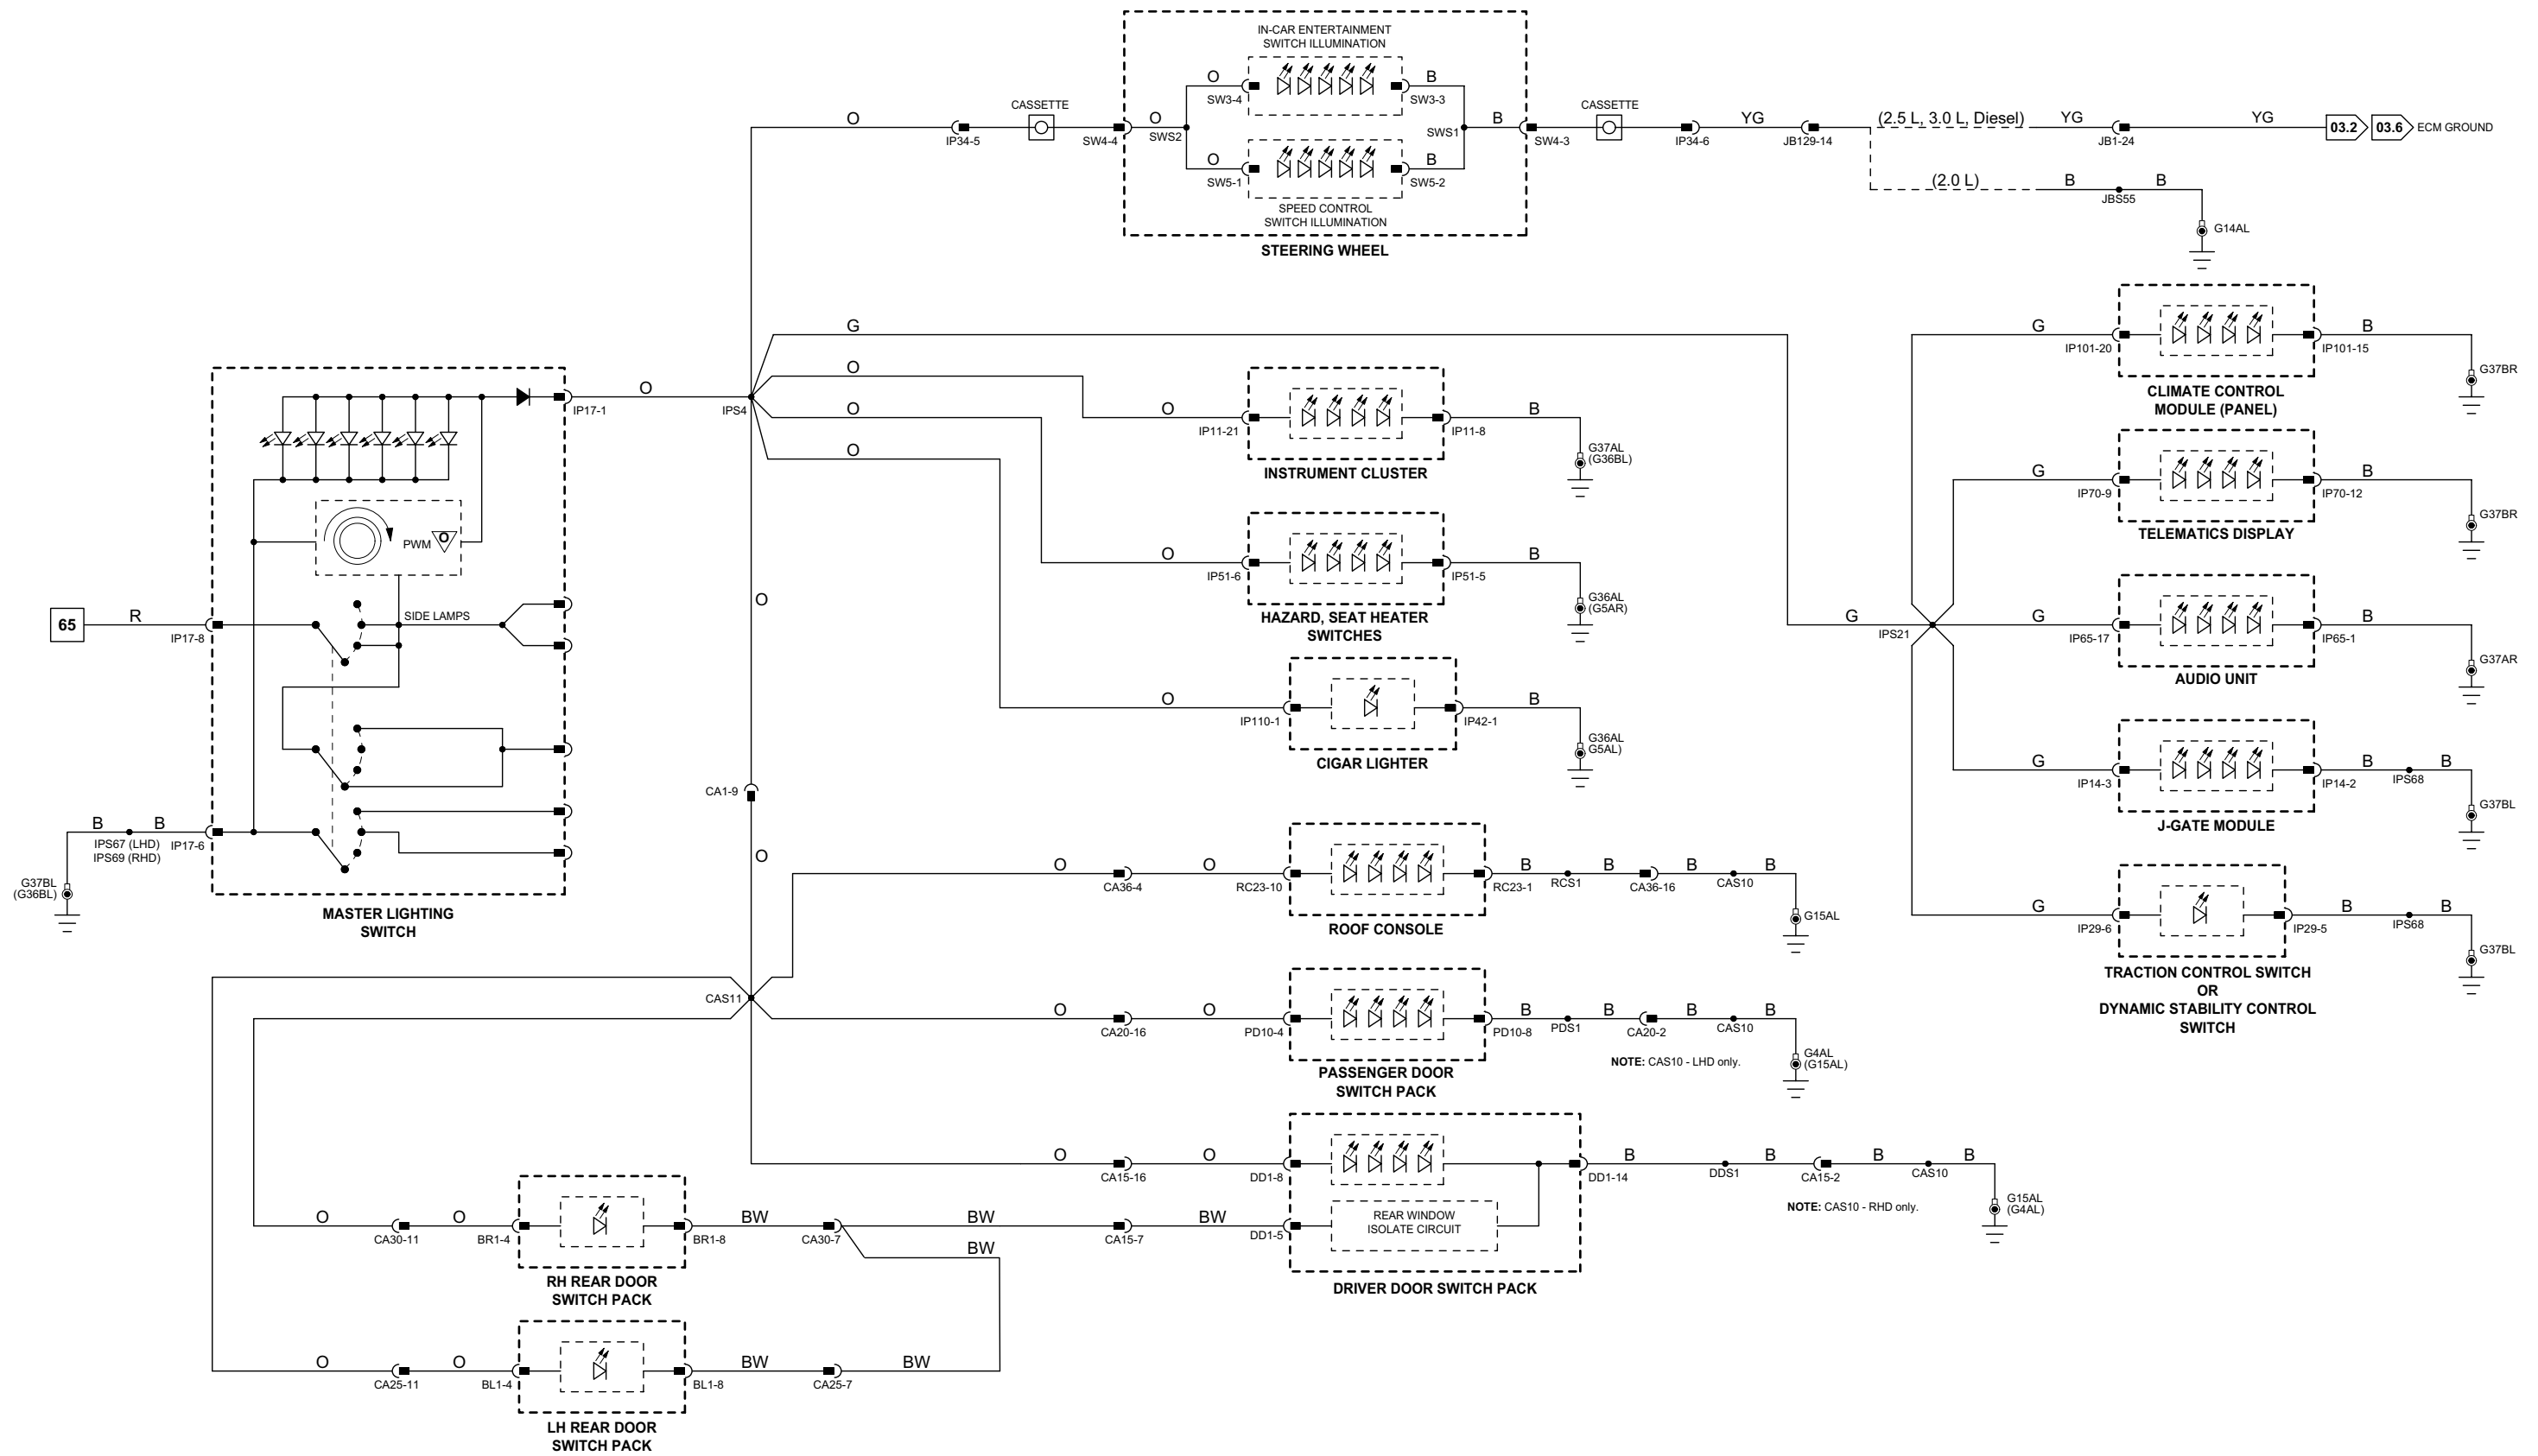 IN-CAR ENTERTAINMENT
SWITCH ILLUMINATION
O
B
SW3-4
SW3-3
CASSETTE
CASSETTE
O
O
SWS2
SWS1
B
YG
(2.5 L, 3.0 L, Diesel)
YG
YG
03.2
03.6
ECM GROUND
IP34-5
SW4-4
SW4-3
IP34-6
JB129-14
JB1-24
O
B
SW5-1
SW5-2
(2.0 L)
B
B
JBS55
SPEED CONTROL
SWITCH ILLUMINATION
STEERING WHEEL
G14AL
G
G
B
IP101-20
IP101-15
G37BR
CLIMATE CONTROL
MODULE (PANEL)
O
O
IP17-1
IPS4
O
O
B
IP11-21
IP11-8
G37AL
(G36BL)
INSTRUMENT CLUSTER
O
G
B
IP70-9
IP70-12
G37BR
TELEMATICS DISPLAY
PWM
O
O
B
IP51-6
IP51-5
G36AL
(G5AR)
HAZARD, SEAT HEATER
SWITCHES
O
65
R
IP17-8
SIDE LAMPS
G
IPS21
G
B
IP65-17
IP65-1
G37AR
AUDIO UNIT
O
B
IP110-1
IP42-1
G36AL
G5AL)
CIGAR LIGHTER
G
B
B
IP14-3
IP14-2
IPS68
G37BL
J-GATE MODULE
CA1-9
B
B
IPS67 (LHD)
IPS69 (RHD)
IP17-6
G37BL
(G36BL)
MASTER LIGHTING
SWITCH
O
O
O
B
B
B
B
CA36-4
RC23-10
RC23-1
RCS1
CA36-16
CAS10
G15AL
ROOF CONSOLE
G
B
B
IP29-6
IP29-5
IPS68
G37BL
TRACTION CONTROL SWITCH
OR
DYNAMIC STABILITY CONTROL
SWITCH
CAS11
O
O
B
B
B
B
CA20-16
PD10-4
PD10-8
PDS1
CA20-2
CAS10
G4AL
(G15AL)
NOTE: CAS10 - LHD only.
PASSENGER DOOR
SWITCH PACK
O
O
B
B
B
B
CA15-16
DD1-8
DD1-14
DDS1
CA15-2
CAS10
G15AL
(G4AL)
NOTE: CAS10 - RHD only.
REAR WINDOW
ISOLATE CIRCUIT
DRIVER DOOR SWITCH PACK
O
O
BW
BW
BW
CA30-11
BR1-4
BR1-8
CA30-7
CA15-7
DD1-5
BW
RH REAR DOOR
SWITCH PACK
O
O
BW
BW
CA25-11
BL1-4
BL1-8
CA25-7
LH REAR DOOR
SWITCH PACK